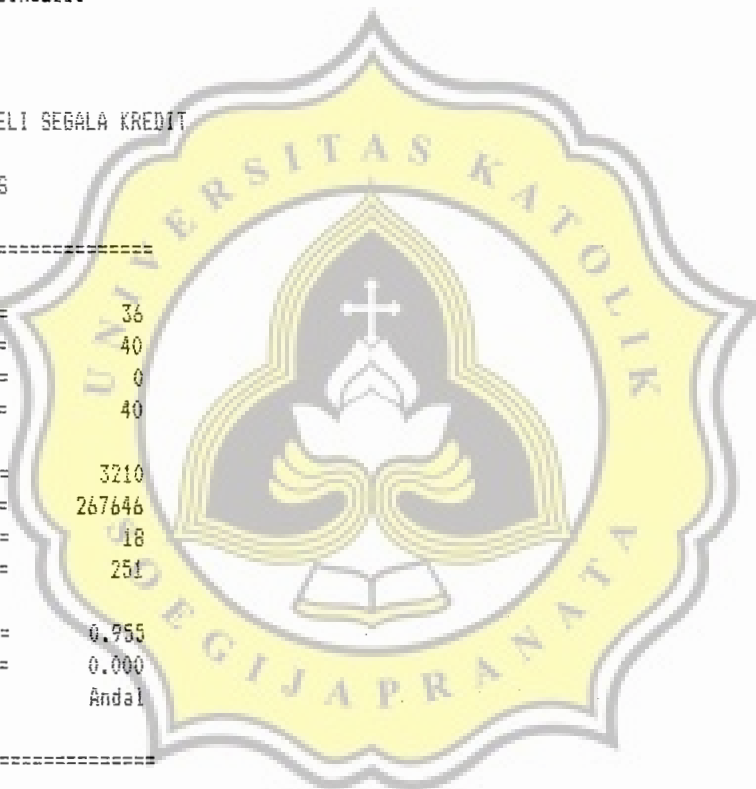 ELI SEGALA KREDIT
S
===============
= 36
= 40
= 0
= 40
= 3210
= 267646
= 18
= 251
= 0.955
= 0.000
Andal
===============
UNIVERSITAS KATOLIK
SOEGIJAPRANATA